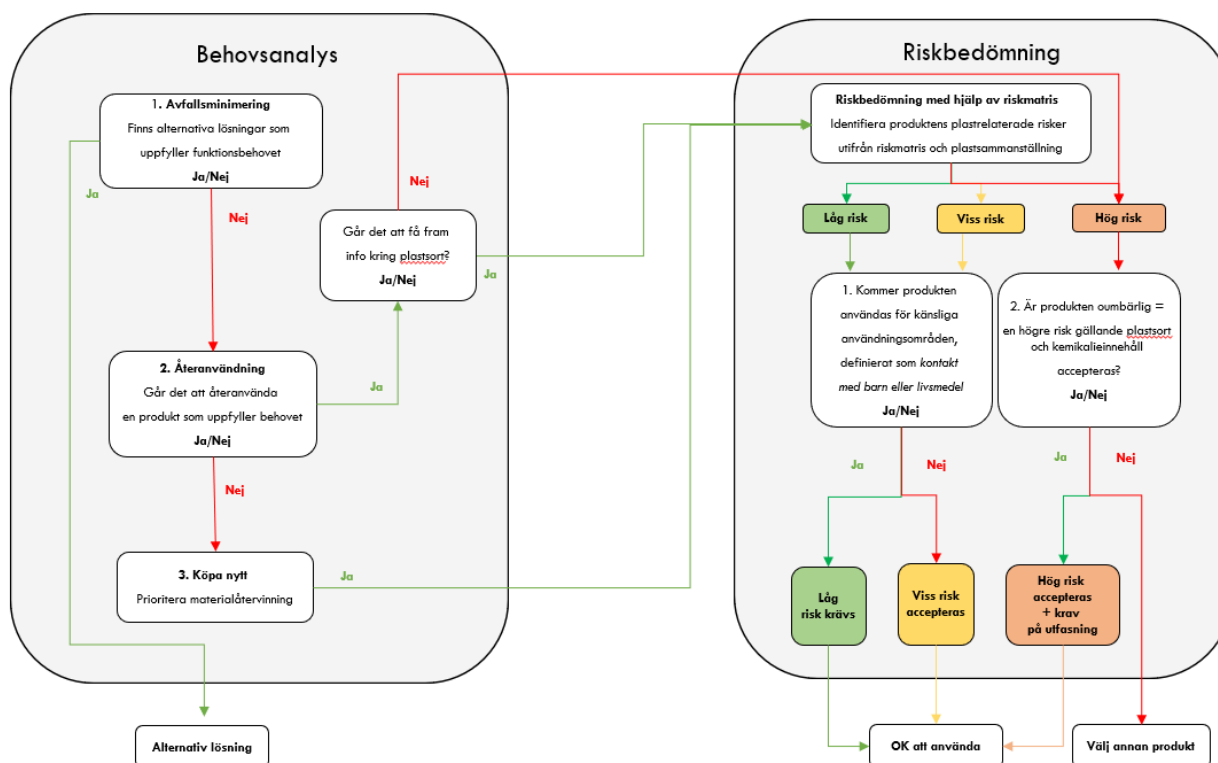 Behovsanalys
1. Avfallsminimering
Finns alternativa lösningar som
uppfyller funktionsbehovet
Ja/Nej
Ja
Nej
Nej
Går det att få fram
info kring plastsort?
Ja/Nej
Ja
2. Återanvändning
Går det att återanvända
en produkt som uppfyller behovet
Ja/Nej
Ja
Nej
3. Köpa nytt
Prioritera materialåtervinning
Ja
Alternativ lösning
Riskbedömning
Riskbedömning med hjälp av riskmatris
Identifiera produktens plastrelaterade risker
utifrån riskmatris och plastsammanställning
Låg risk
Viss risk
Hög risk
1. Kommer produkten
användas för känsliga
användningsområden,
definierat som kontakt
med barn eller livsmedel
Ja/Nej
2. Är produkten oumbärlig =
en högre risk gällande plastsort
och kemikalieinnehåll
accepteras?
Ja/Nej
Ja
Nej
Ja
Nej
Låg
risk krävs
Viss risk
accepteras
Hög risk
accepteras
+ krav
på utfasning
OK att använda
Välj annan produkt